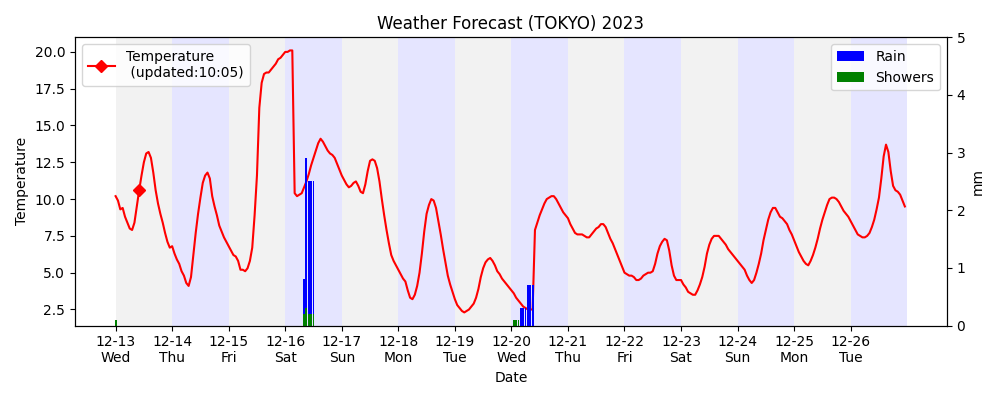 Weather Forecast (TOKYO) 2023
Temperature
(updated:10:05)
Rain
Showers
20.0
17.5
15.0
12.5
10.0
7.5
5.0
2.5
Temperature
5
4
3
2
1
0
mm
12-13 12-14 12-15 12-16 12-17 12-18 12-19 12-20 12-21 12-22 12-23 12-24 12-25 12-26
Wed Thu Fri Sat Sun Mon Tue Wed Thu Fri Sat Sun Mon Tue
Date